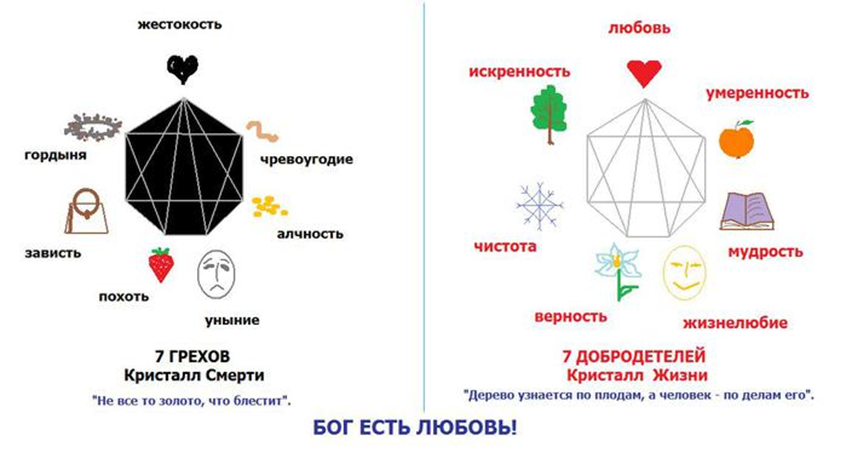 жестокость
гордыня
чревоугодие
зависть
алчность
похоть
уныние
7 ГРЕХОВ
Кристалл Смерти
"Не все то золото, что блестит".
любовь
искренность
умеренность
чистота
мудрость
верность
жизнелюбие
7 ДОБРОДЕТЕЛЕЙ
Кристалл Жизни
"Дерево узнается по плодам, а человек - по делам его".
БОГ ЕСТЬ ЛЮБОВЬ!